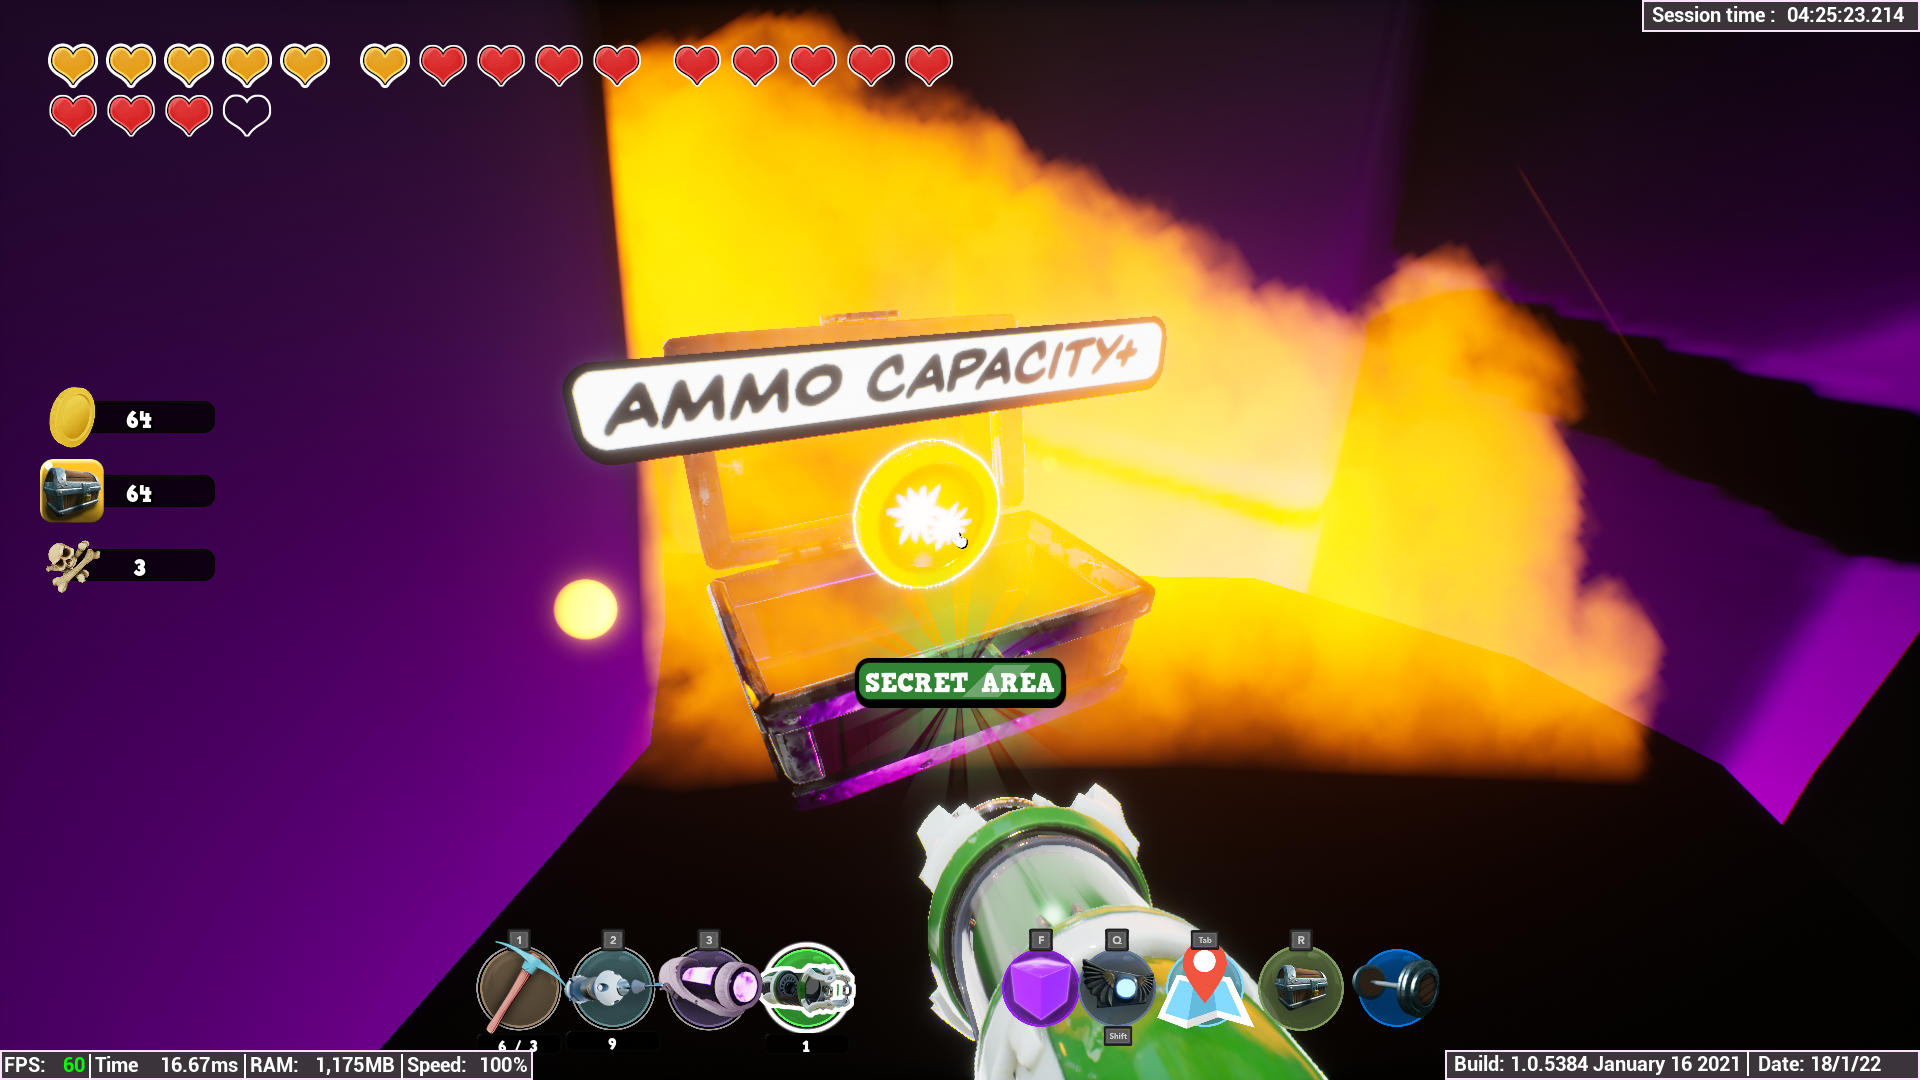 Session time : 04:25:23.214
AMMO CAPACITY+
64
64
3
SECRET AREA
1
2
3
F
Q
Tab
R
Shift
6 / 3
9
1
FPS: 60 Time 16.67ms RAM: 1,175MB Speed: 100%
Build: 1.0.5384 January 16 2021 Date: 18/1/22